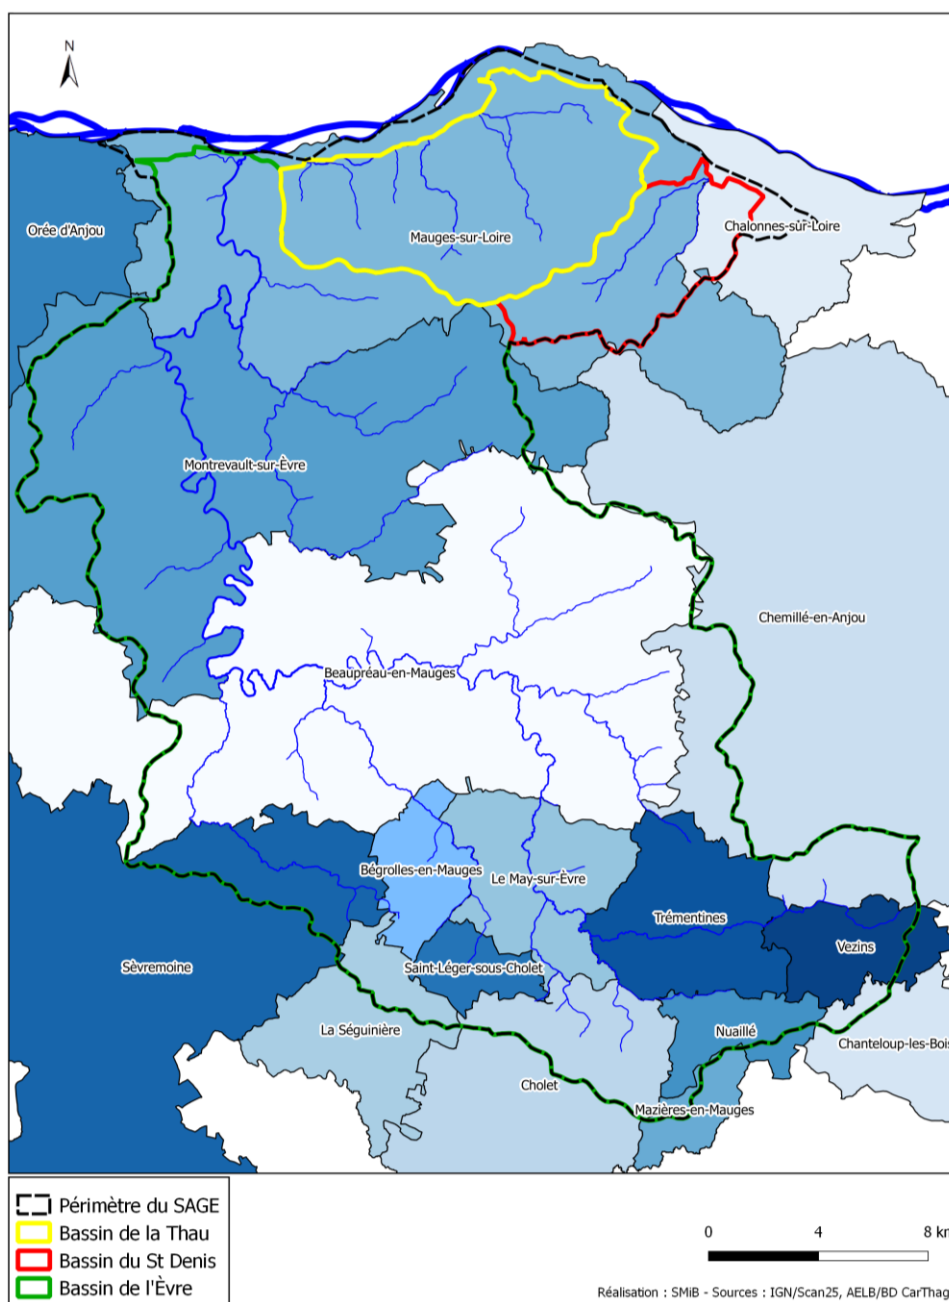 N
Orée d'Anjou
Mauges-sur-Loire
Chalonnes-sur-Loire
Montrevault-sur-Èvre
Chemillé-en-Anjou
Beaupréau-en-Mauges
Bégrolles-en-Mauges
Le May-sur-Èvre
Trémentines
Vezins
Sèvremoine
Saint-Léger-sous-Cholet
La Séguinière
Nuaillé
Chanteloup-les-Bois
Cholet
Mazières-en-Mauges
Périmètre du SAGE
Bassin de la Thau
Bassin du St Denis
Bassin de l'Èvre
0 4 8 km
Réalisation : SMiB - Sources : IGN/Scan25, AELB/BD CarThag